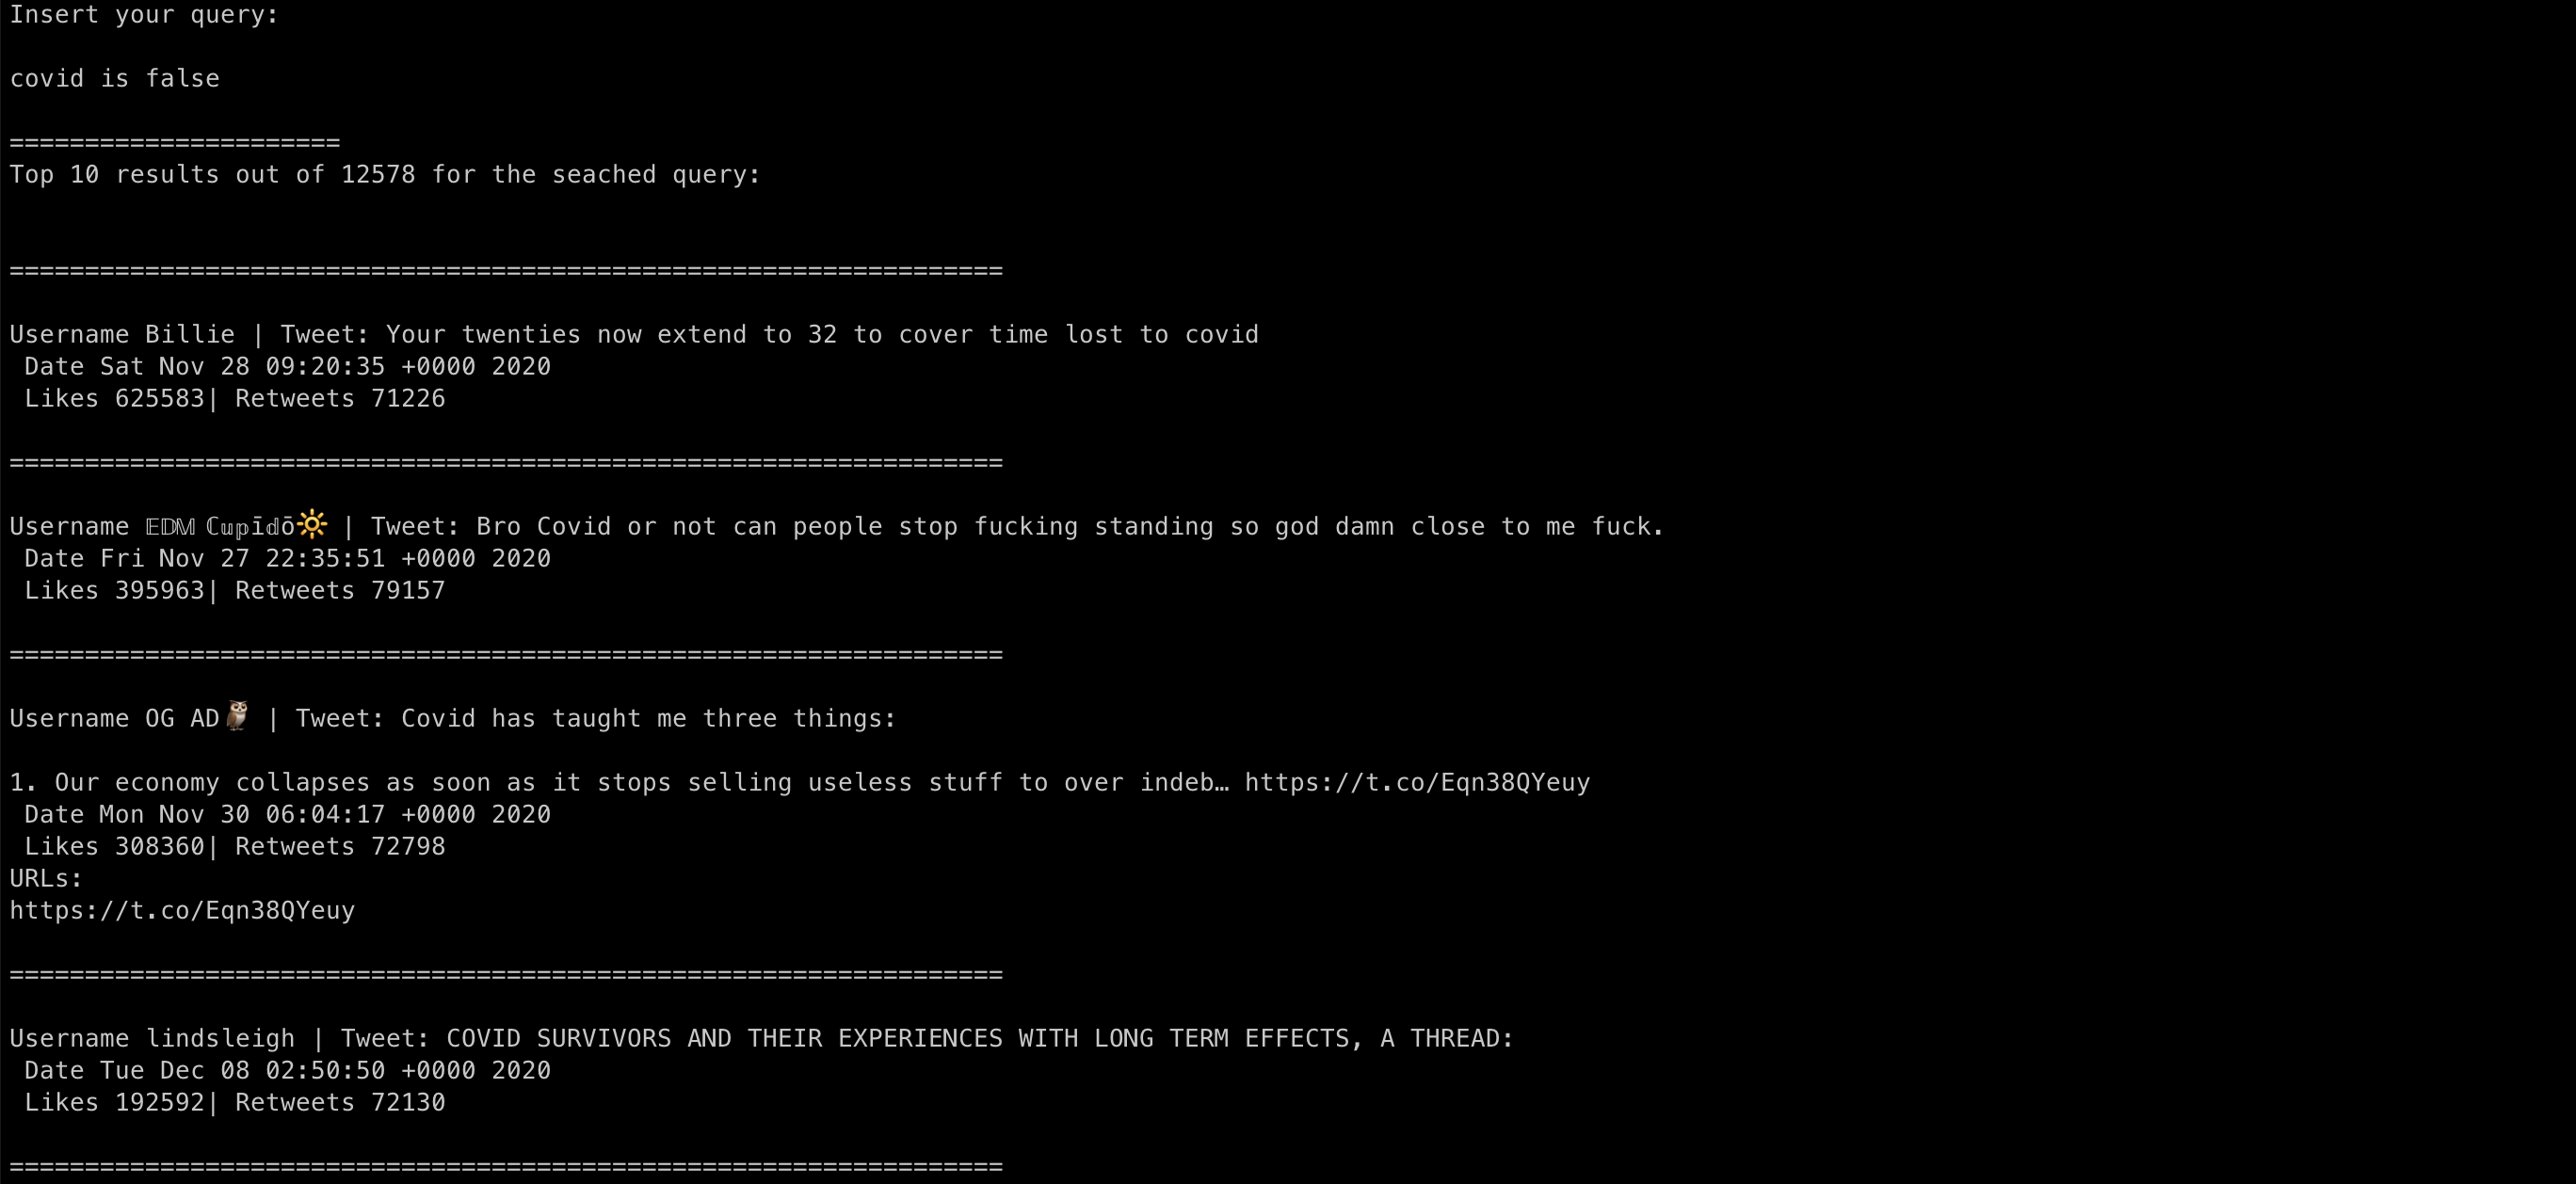 Insert your query:
covid is false
======================
Top 10 results out of 12578 for the seached query:
==================================================================
Username Billie | Tweet: Your twenties now extend to 32 to cover time lost to covid
Date Sat Nov 28 09:20:35 +0000 2020
Likes 625583| Retweets 71226
==================================================================
Username 𝔼𝔻𝕄 ℂ𝕦𝕡ī𝕕ō🔆 | Tweet: Bro Covid or not can people stop fucking standing so god damn close to me fuck.
Date Fri Nov 27 22:35:51 +0000 2020
Likes 395963| Retweets 79157
==================================================================
Username OG AD🦉 | Tweet: Covid has taught me three things:
1. Our economy collapses as soon as it stops selling useless stuff to over indeb… https://t.co/Eqn38QYeuy
Date Mon Nov 30 06:04:17 +0000 2020
Likes 308360| Retweets 72798
URLs:
https://t.co/Eqn38QYeuy
==================================================================
Username lindsleigh | Tweet: COVID SURVIVORS AND THEIR EXPERIENCES WITH LONG TERM EFFECTS, A THREAD:
Date Tue Dec 08 02:50:50 +0000 2020
Likes 192592| Retweets 72130
==================================================================